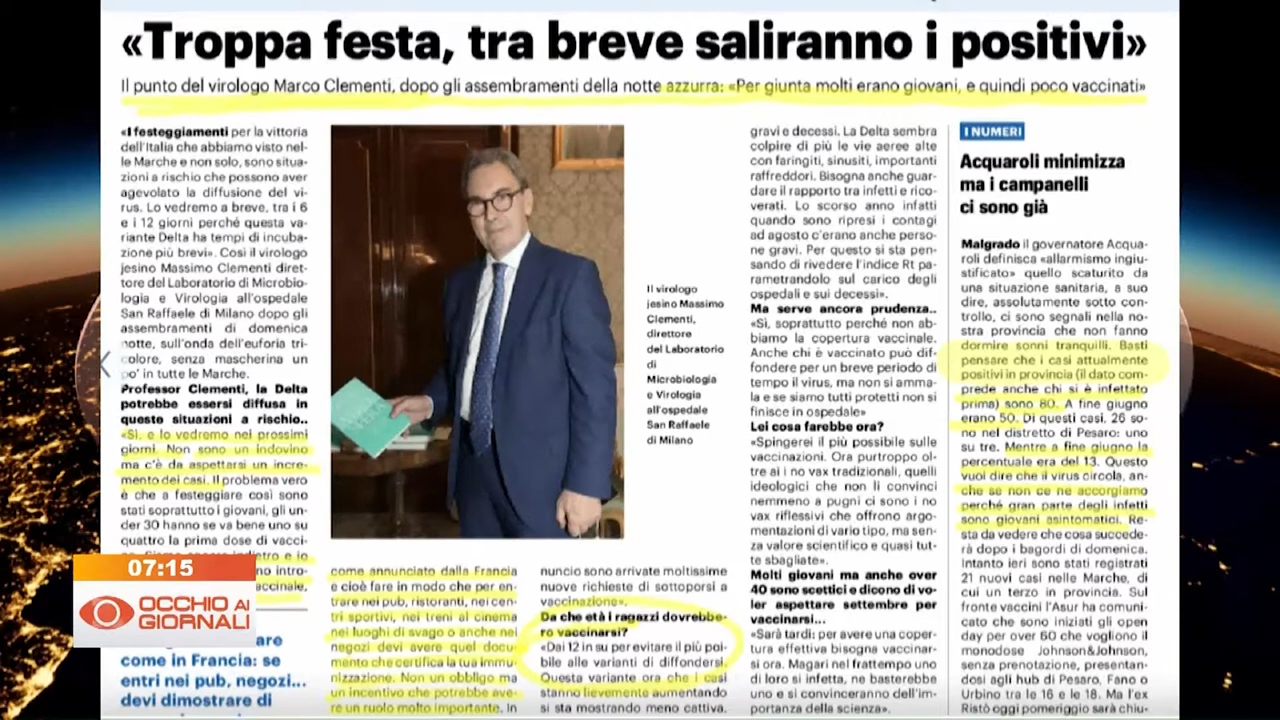 «Troppa festa, tra breve saliranno i positivi»
Il punto del virologo Marco Clementi, dopo gli assembramenti della notte azzurra: «Per giunta molti erano giovani, e quindi poco vaccinati»
«I festeggiamenti per la vittoria
dell'Italia che abbiamo visto nel-
le Marche e non solo, sono situa-
zioni a rischio che possono aver
agevolato la diffusione del vi-
rus. Lo vedremo a breve, tra i 6
e i 12 giorni perché questa va-
riante Delta ha tempi di incuba-
zione più brevi». Così il virologo
jesino Massimo Clementi diret-
tore del Laboratorio di Microbio-
logia e Virologia all'ospedale
San Raffaele di Milano dopo gli
assembramenti di domenica
notte, sull'onda dell'euforia tri-
colore, senza mascherina un
po' in tutte le Marche.
Professor Clementi, la Delta
potrebbe essersi diffusa in
queste situazioni a rischio..
«Sì, e lo vedremo nei prossimi
giorni. Non sono un indovino
ma c'è da aspettarsi un incre-
mento dei casi. Il problema vero
è che a festeggiare così sono
stati soprattutto i giovani, gli un-
der 30 hanno se va bene uno su
quattro la prima dose di vacci-
indietro e io
no intro-
vaccinale,
are
come in Francia: se
entri nei pub, negozi...
devi dimostrare di
come annunciato dalla Francia
e cioè fare in modo che per en-
trare nei pub, ristoranti, nei cen-
tri sportivi, nei treni al cinema
nei luoghi di svago o anche nei
negozi devi avere quel docu-
mento che certifica la tua immu-
nizzazione. Non un obbligo ma
un incentivo che potrebbe ave-
re un ruolo molto importante. In
nuncio sono arrivate moltissime
nuove richieste di sottoporsi a
vaccinazione».
Da che età i ragazzi dovrebbe-
ro vaccinarsi?
«Dai 12 in su per evitare il più pos-
bile alle varianti di diffondersi.
Questa variante ora che i casi
stanno lievemente aumentando
si sta mostrando meno cattiva.
Il virologo
jesino Massimo
Clementi,
direttore
del Laboratorio
di
Microbiologia
e Virologia
all'ospedale
San Raffaele
di Milano
gravi e decessi. La Delta sembra
colpire di più le vie aeree alte
con faringiti, sinusiti, importanti
raffreddori. Bisogna anche guar-
dare il rapporto tra infetti e rico-
verati. Lo scorso anno infatti
quando sono ripresi i contagi
ad agosto c'erano anche perso-
ne gravi. Per questo si sta pen-
sando di rivedere l'indice Rt pa-
rametrandolo sul carico degli
ospedali e sui decessi».
Ma serve ancora prudenza..
«Sì, soprattutto perché non ab-
biamo la copertura vaccinale.
Anche chi è vaccinato può dif-
fondere per un breve periodo di
tempo il virus, ma non si amma-
la e se siamo tutti protetti non si
finisce in ospedale»
Lei cosa farebbe ora?
«Spingerei il più possibile sulle
vaccinazioni. Ora purtroppo ol-
tre ai i no vax tradizionali, quelli
ideologici che non li convinci
nemmeno a pugni ci sono i no
vax riflessivi che offrono argo-
mentazioni di vario tipo, ma sen-
za valore scientifico e quasi tut-
te sbagliate».
Molti giovani ma anche over
40 sono scettici e dicono di vo-
ler aspettare settembre per
vaccinarsi...
«Sarà tardi: per avere una coper-
tura effettiva bisogna vaccinar-
si ora. Magari nel frattempo uno
di loro si infetta, ne basterebbe
uno e si convinceranno dell'im-
portanza della scienza».
I NUMERI
Acquaroli minimizza
ma i campanelli
ci sono già
Malgrado il governatore Acqua-
roli definisca «allarmismo ingiu-
stificato» quello scaturito da
una situazione sanitaria, a suo
dire, assolutamente sotto con-
trollo, ci sono segnali nella no-
stra provincia che non fanno
dormire sonni tranquilli. Basti
pensare che i casi attualmente
positivi in provincia (il dato com-
prede anche chi si è infettato
prima) sono 80. A fine giugno
erano 50. Di questi casi, 26 so-
no nel distretto di Pesaro: uno
su tre. Mentre a fine giugno la
percentuale era del 13. Questo
vuoi dire che il virus circola, an-
che se non ce ne accorgiamo
perché gran parte degli infetti
sono giovani asintomatici. Re-
sta da vedere che cosa succede-
rà dopo i bagordi di domenica.
Intanto ieri sono stati registrati
21 nuovi casi nelle Marche, di
cui un terzo in provincia. Sul
fronte vaccini l'Asur ha comuni-
cato che sono iniziati gli open
day per over 60 che vogliono il
monodose Johnson&Johnson,
senza prenotazione, presentan-
dosi agli hub di Pesaro, Fano o
Urbino tra le 16 e le 18. Ma l'ex
Ristò oggi pomeriggio sarà chiu-
07:15
OCCHIO AI
GIORNALI